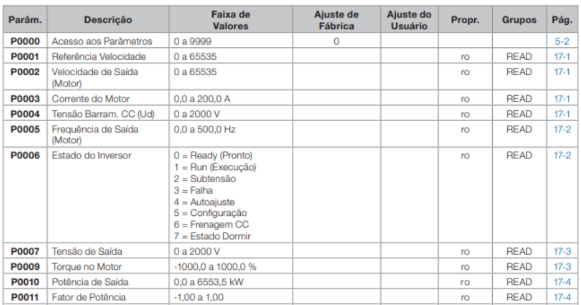 Parâm. Descrição Faixa de Valores Ajuste de Fábrica Ajuste do Usuário Propr. Grupos Pág.
P0000 Acesso aos Parâmetros 0 a 9999 0 5-2
P0001 Referência Velocidade 0 a 65535 ro READ 17-1
P0002 Velocidade de Saída (Motor) 0 a 65535 ro READ 17-1
P0003 Corrente do Motor 0,0 a 200,0 A ro READ 17-1
P0004 Tensão Barram. CC (Ud) 0 a 2000 V ro READ 17-1
P0005 Frequência de Saída (Motor) 0,0 a 500,0 Hz ro READ 17-2
P0006 Estado do Inversor 0 = Ready (Pronto) ro READ 17-2
1 = Run (Execução)
2 = Subtensão
3 = Falha
4 = Autoajuste
5 = Configuração
6 = Frenagem CC
7 = Estado Dormir
P0007 Tensão de Saída 0 a 2000 V ro READ 17-3
P0009 Torque no Motor -1000,0 a 1000,0 % ro READ 17-3
P0010 Potência de Saída 0,0 a 6553,5 kW ro READ 17-4
P0011 Fator de Potência -1,00 a 1,00 ro READ 17-4